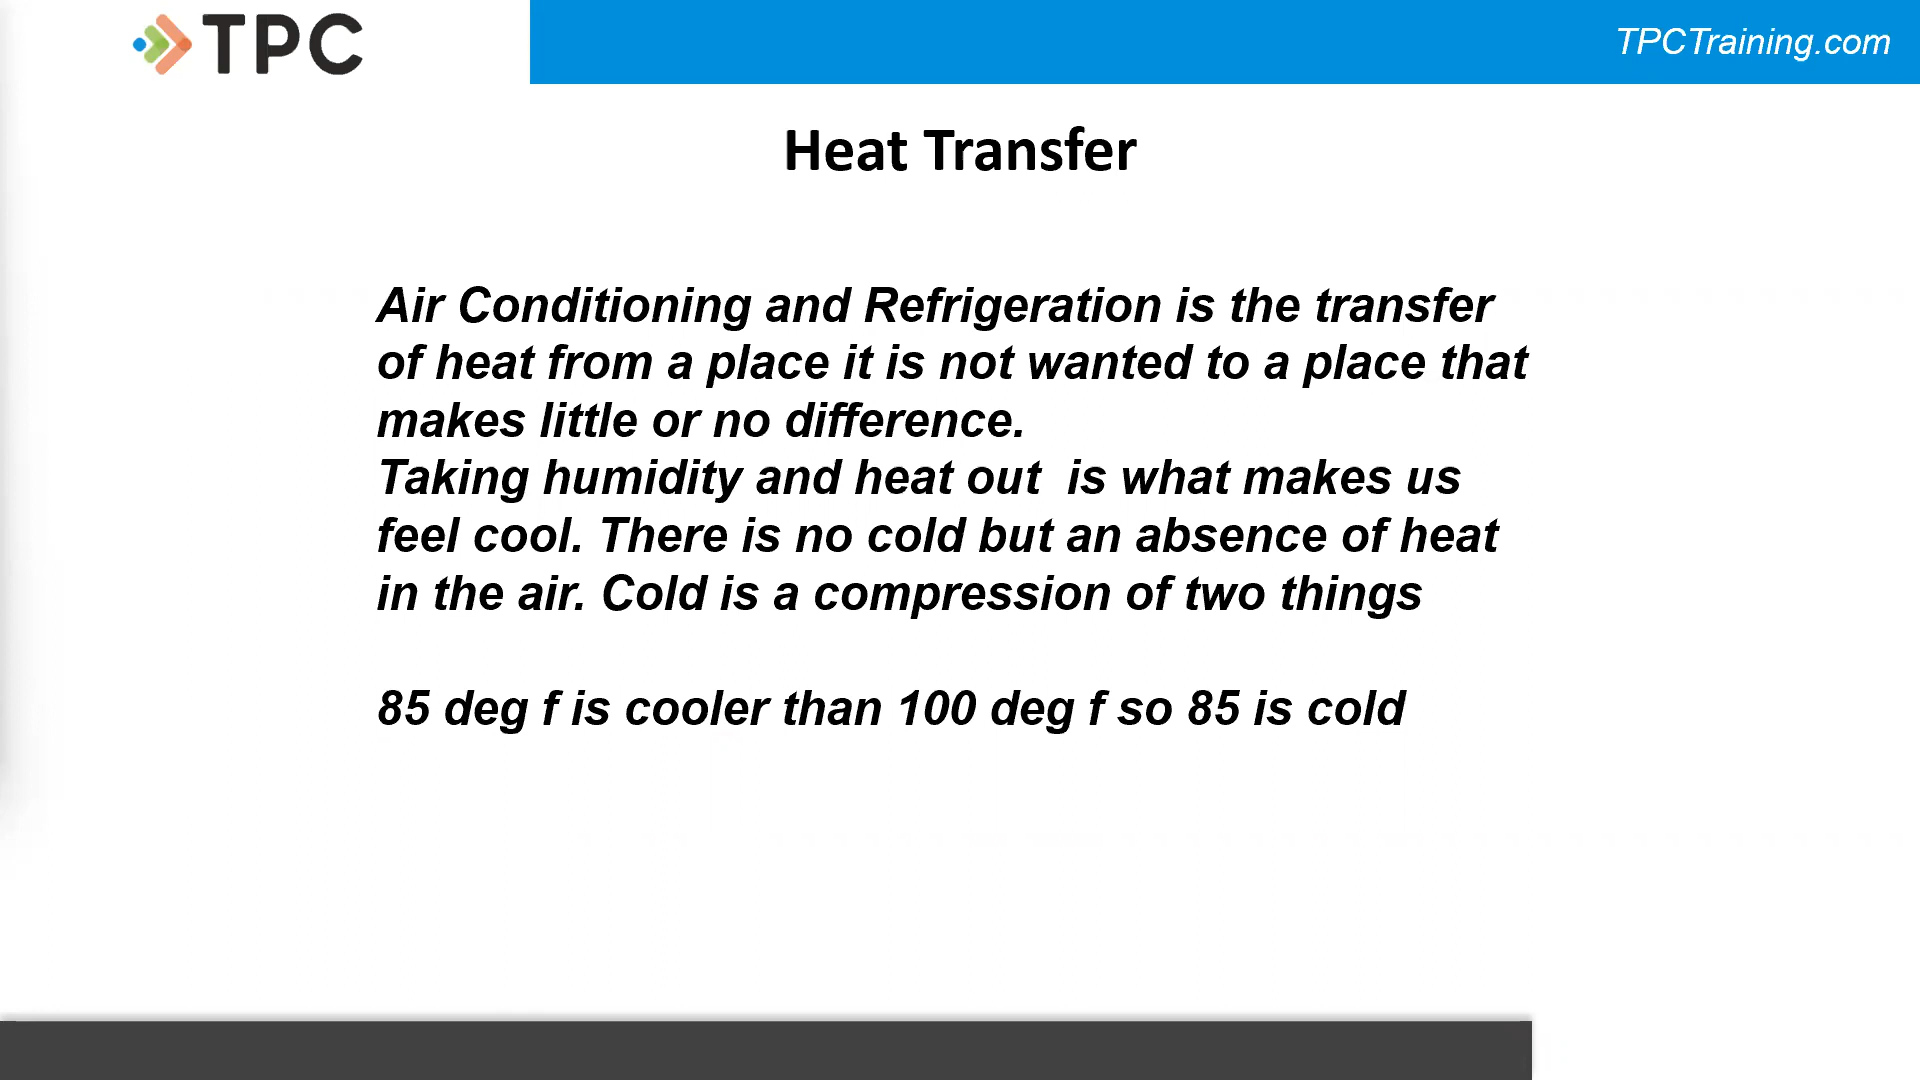 TPC
TPCTraining.com
Heat Transfer
Air Conditioning and Refrigeration is the transfer
of heat from a place it is not wanted to a place that
makes little or no difference.
Taking humidity and heat out  is what makes us
feel cool. There is no cold but an absence of heat
in the air. Cold is a compression of two things
85 deg f is cooler than 100 deg f so 85 is cold